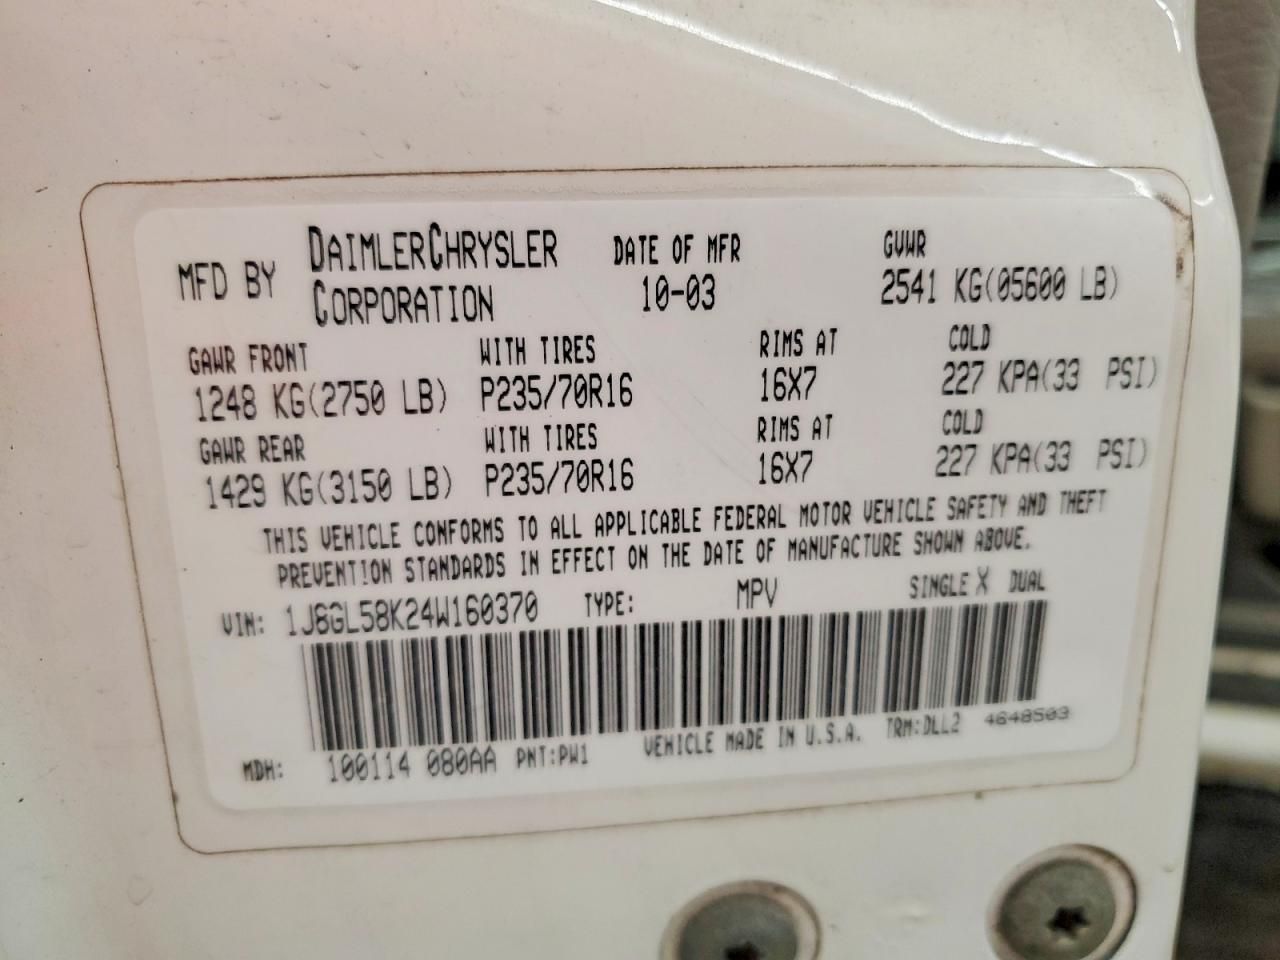 MFD BY DAIMLERCHRYSLER CORPORATION
DATE OF MFR 10-03
GVWR 2541 KG(05600 LB)
GAWR FRONT WITH TIRES RIMS AT COLD
1248 KG(2750 LB) P235/70R16 16X7 227 KPA(33 PSI)
GAWR REAR WITH TIRES RIMS AT COLD
1429 KG(3150 LB) P235/70R16 16X7 227 KPA(33 PSI)
THIS VEHICLE CONFORMS TO ALL APPLICABLE FEDERAL MOTOR VEHICLE SAFETY AND THEFT
PREVENTION STANDARDS IN EFFECT ON THE DATE OF MANUFACTURE SHOWN ABOVE.
VIN: 1J8GL58K24W160370 TYPE: MPV SINGLE X DUAL
MDH: 100114 080AA PNT:PW1 VEHICLE MADE IN U.S.A. TRM:DLL2 4648503